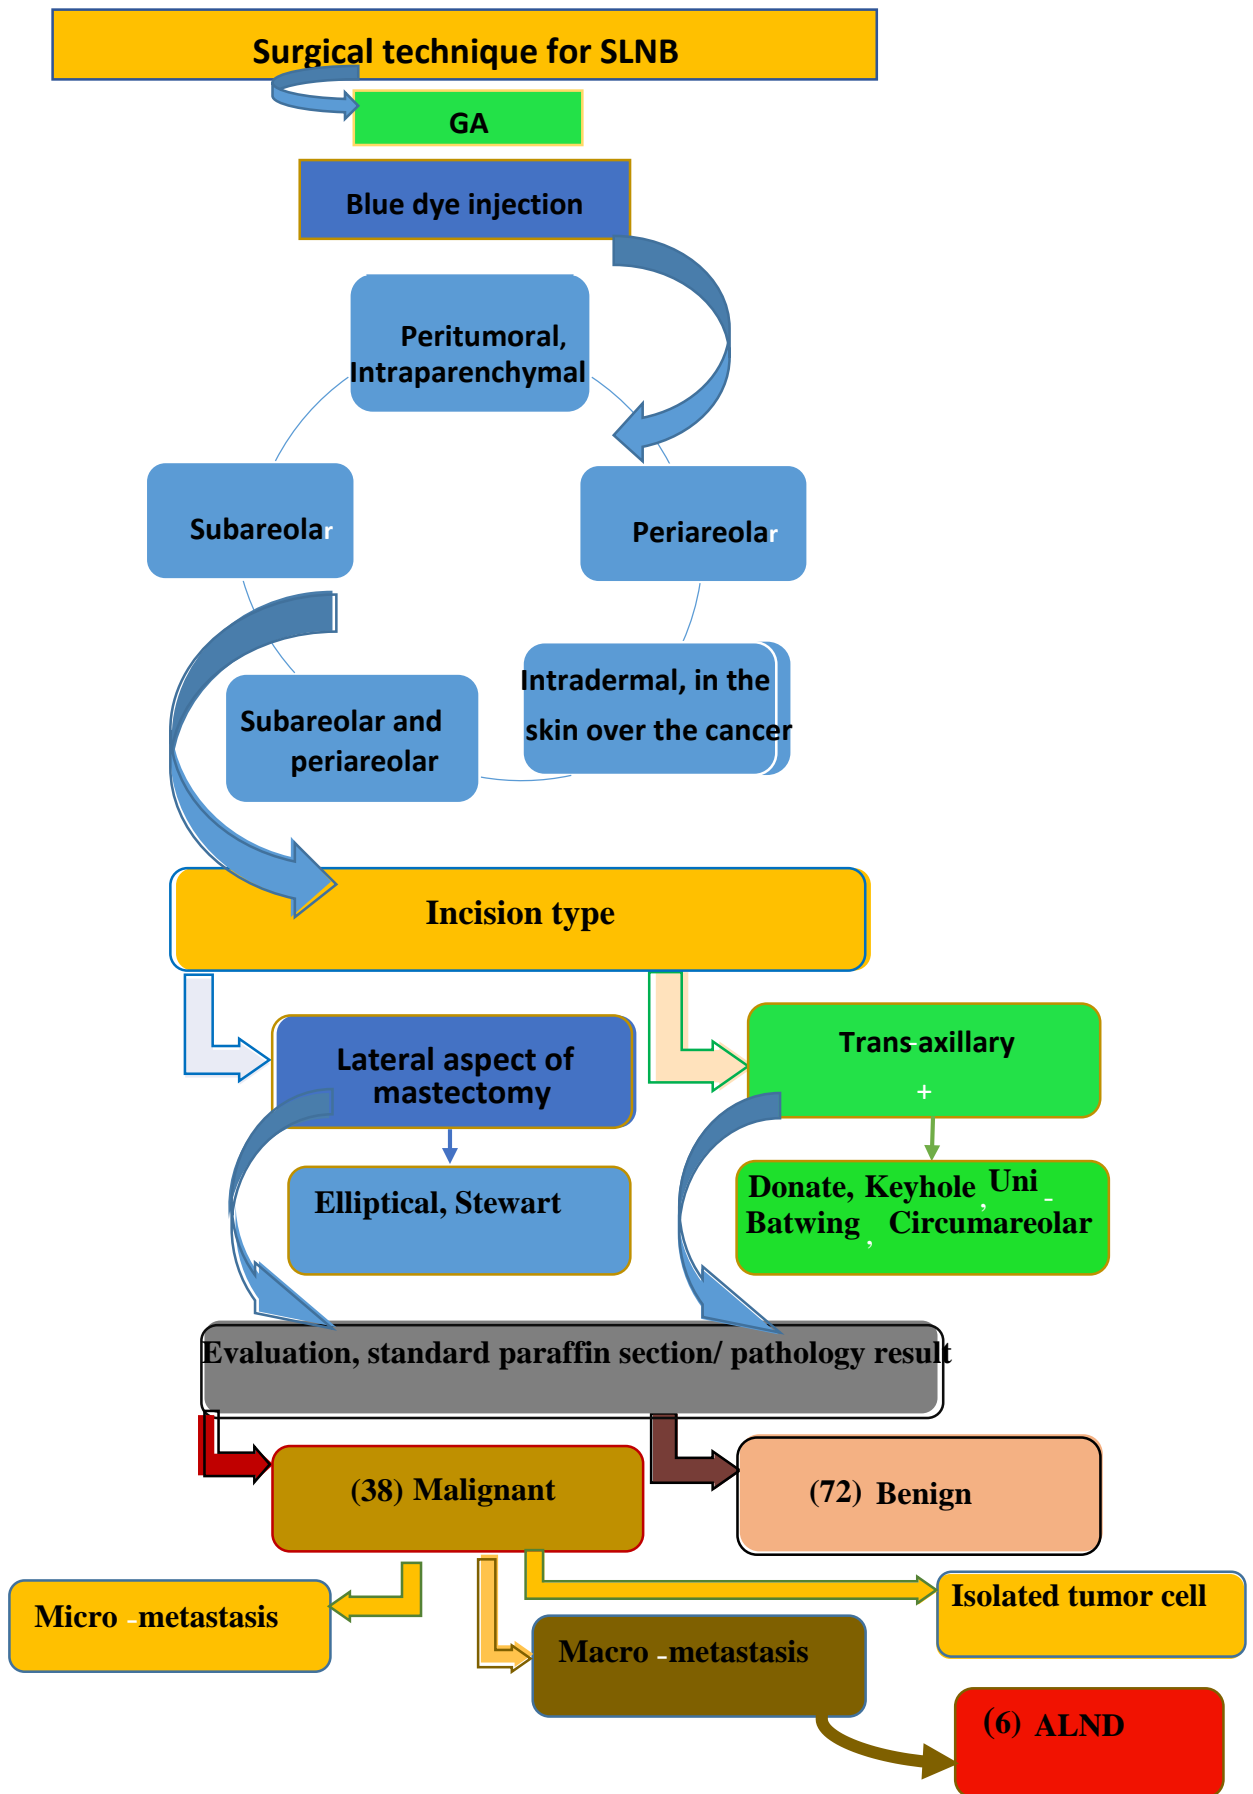 Surgical technique for SLNB
GA
Blue dye injection
Peritumoral,
Intraparenchymal
Subareolar
Periareolar
Intradermal, in the
skin over the cancer
Subareolar and
periareolar
Incision type
Lateral aspect of
mastectomy
Trans-axillary
+
Elliptical, Stewart
Donate, Keyhole, Uni-
Batwing, Circumareolar
Evaluation, standard paraffin section/ pathology result
(38) Malignant
(72) Benign
Micro-metastasis
Macro-metastasis
Isolated tumor cell
(6) ALND